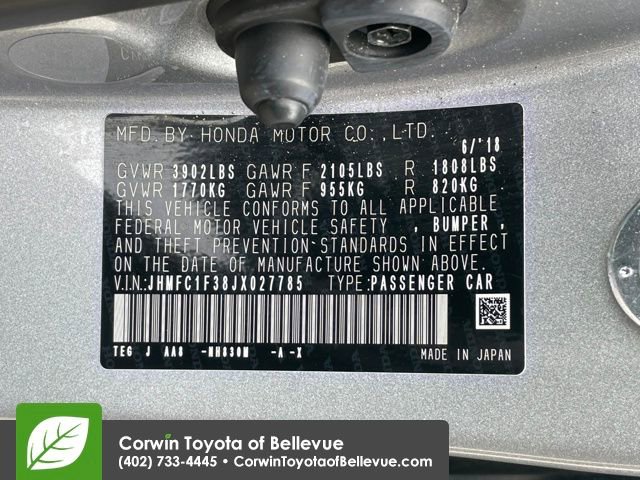 MFD. BY HONDA MOTOR CO., LTD. 6/'18
GVWR 3902LBS GAWR F 2105LBS R 1808LBS
GVWR 1770KG GAWR F 955KG R 820KG
THIS VEHICLE CONFORMS TO ALL APPLICABLE
FEDERAL MOTOR VEHICLE SAFETY , BUMPER ,
AND THEFT PREVENTION STANDARDS IN EFFECT
ON THE DATE OF MANUFACTURE SHOWN ABOVE.
V.I.N: JHMFC1F38JX027785 TYPE: PASSENGER CAR
TEG J AA8 -NH830M -A -X
MADE IN JAPAN
Corwin Toyota of Bellevue
(402) 733-4445 • CorwinToyotaofBellevue.com